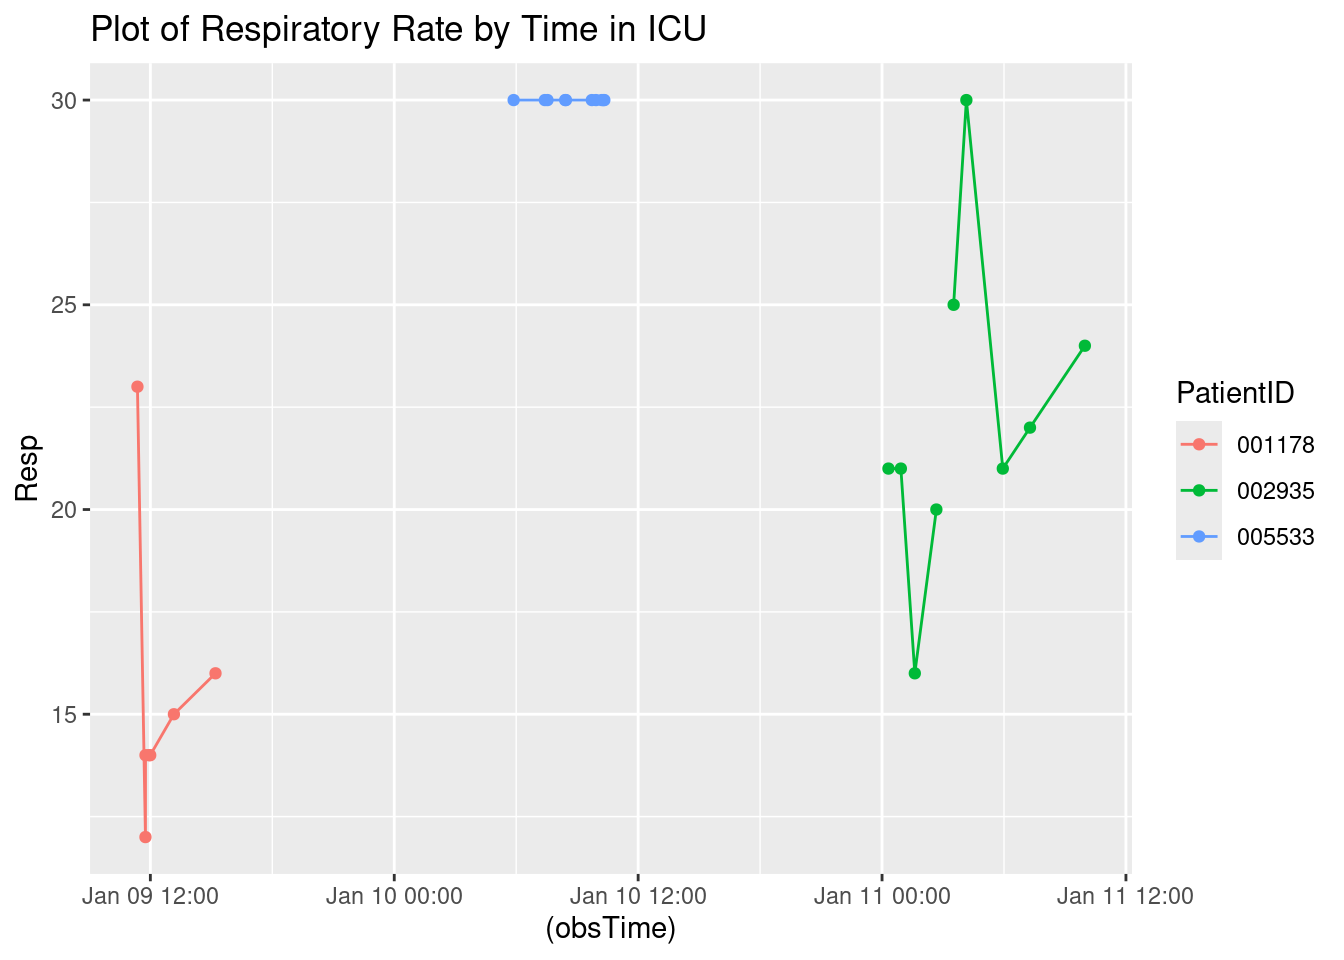 Plot of Respiratory Rate by Time in ICU
Resp
30
25
20
15
Jan 09 12:00
Jan 10 00:00
Jan 10 12:00
Jan 11 00:00
Jan 11 12:00
(obsTime)
PatientID
001178
002935
005533